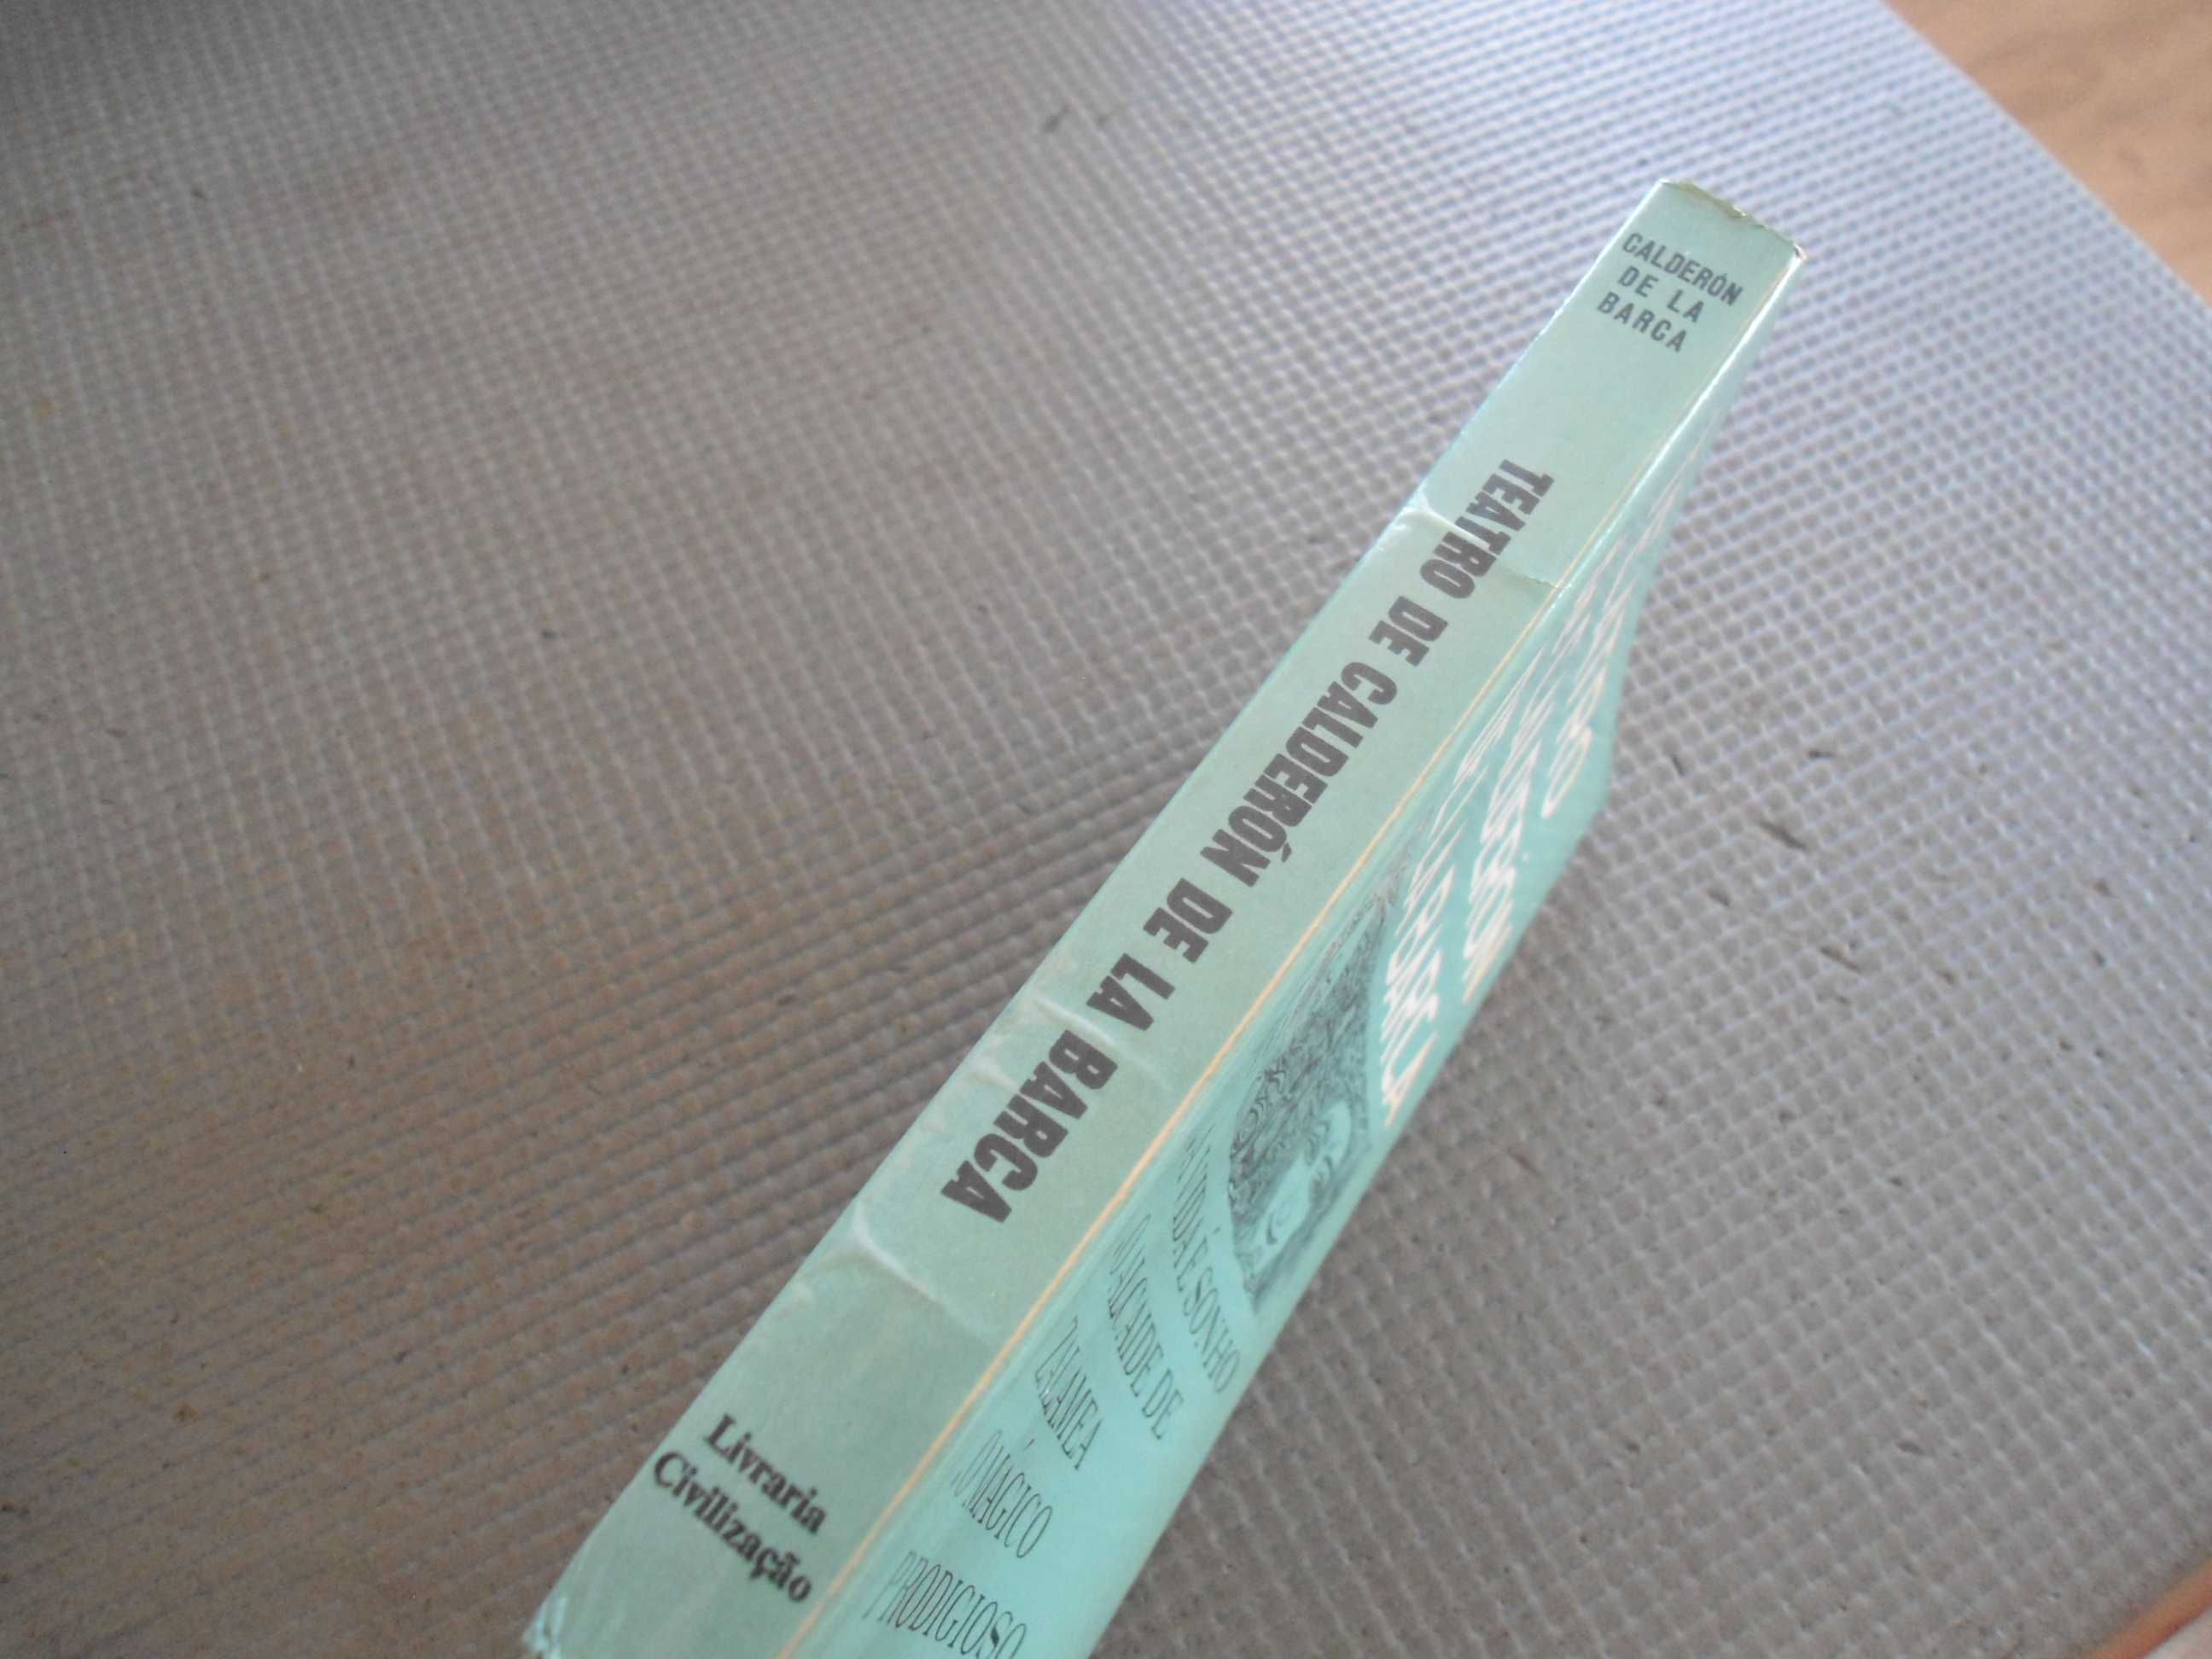 CALDERÓN
DE LA
BARCA
TEATRO DE CALDERÓN DE LA BARCA
Livraria
Civilização
A VIDA É SONHO
O ALCAIDE DE
ZALAMEA
O MÁGICO
PRODIGIOSO